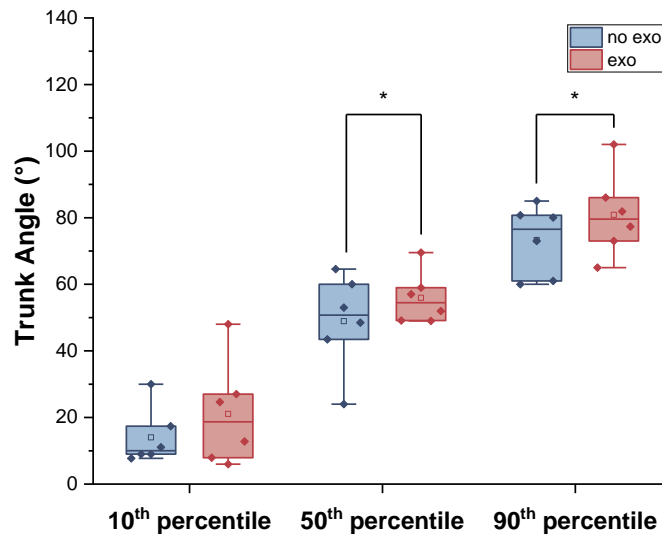 140
120
100
80
60
40
20
0
Trunk Angle (°)
no exo
exo
*
*
10th percentile
50th percentile
90th percentile